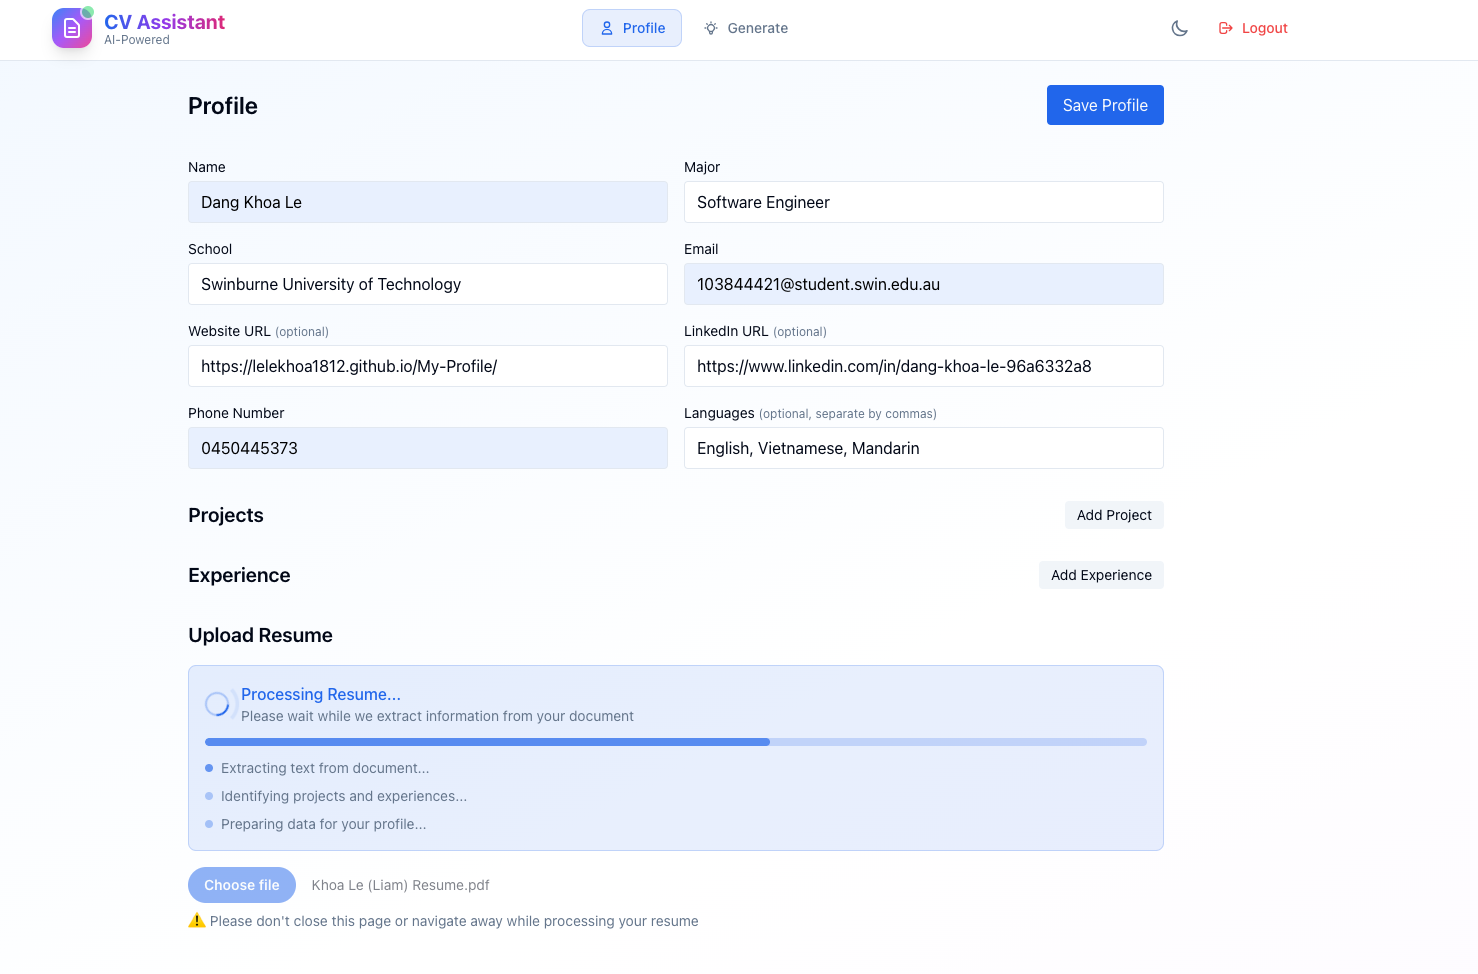 CV Assistant
AI-Powered
Profile
Generate
Logout
Profile
Save Profile
Name
Major
Dang Khoa Le
Software Engineer
School
Email
Swinburne University of Technology
103844421@student.swin.edu.au
Website URL (optional)
LinkedIn URL (optional)
https://lelekhoa1812.github.io/My-Profile/
https://www.linkedin.com/in/dang-khoa-le-96a6332a8
Phone Number
Languages (optional, separate by commas)
0450445373
English, Vietnamese, Mandarin
Projects
Add Project
Experience
Add Experience
Upload Resume
Processing Resume...
Please wait while we extract information from your document
Extracting text from document...
Identifying projects and experiences...
Preparing data for your profile...
Choose file
Khoa Le (Liam) Resume.pdf
⚠️ Please don't close this page or navigate away while processing your resume